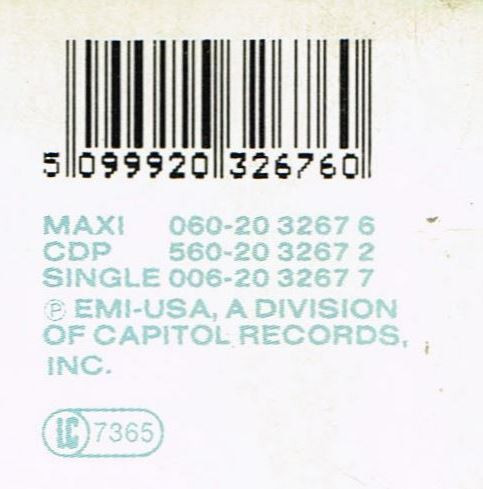 5 099920 326760
MAXI 060-20 3267 6
CDP 560-20 3267 2
SINGLE 006-20 3267 7
℗ EMI-USA, A DIVISION
OF CAPITOL RECORDS,
INC.
LC 7365